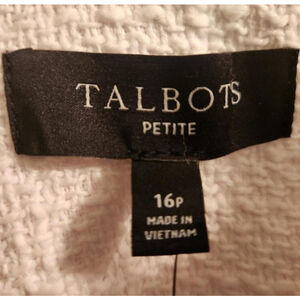 TALBOTS
PETITE
16P
MADE IN
VIETNAM